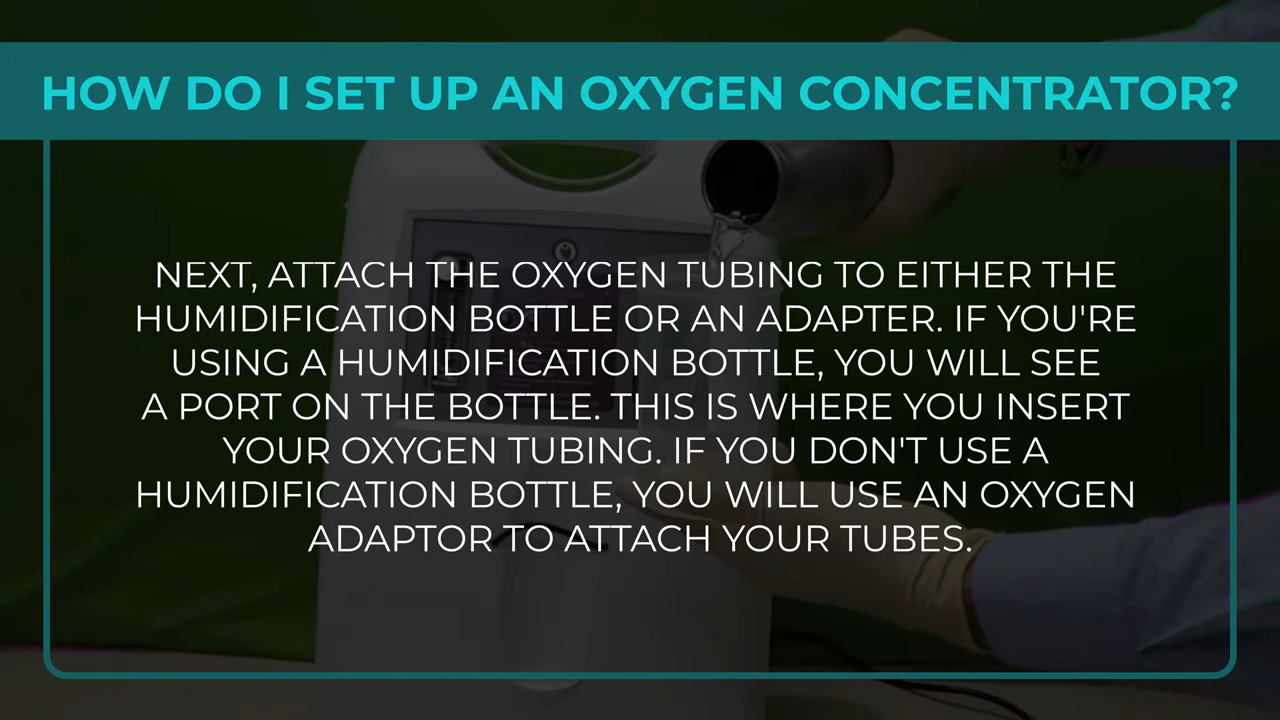 HOW DO I SET UP AN OXYGEN CONCENTRATOR?
NEXT, ATTACH THE OXYGEN TUBING TO EITHER THE
HUMIDIFICATION BOTTLE OR AN ADAPTER. IF YOU'RE
USING A HUMIDIFICATION BOTTLE, YOU WILL SEE
A PORT ON THE BOTTLE. THIS IS WHERE YOU INSERT
YOUR OXYGEN TUBING. IF YOU DON'T USE A
HUMIDIFICATION BOTTLE, YOU WILL USE AN OXYGEN
ADAPTOR TO ATTACH YOUR TUBES.